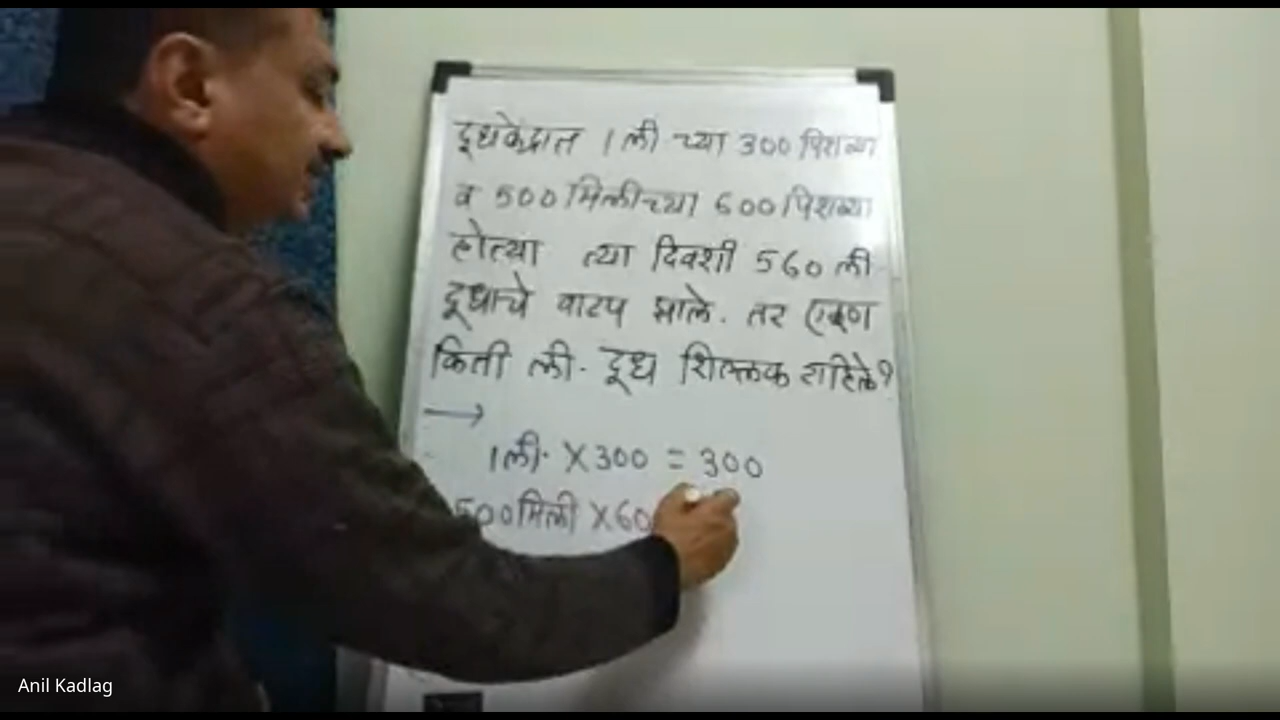 दूधकेंद्रात 1 ली च्या 300 पिशव्या
व 500 मिलीच्या 600 पिशव्या
होत्या त्या दिवशी 560 ली
दूधाचे वाटप झाले. तर एकूण
किती ली. दूध शिल्लक राहिले?
→
1ली. X 300 = 300
500 मिली X 60
Anil Kadlag